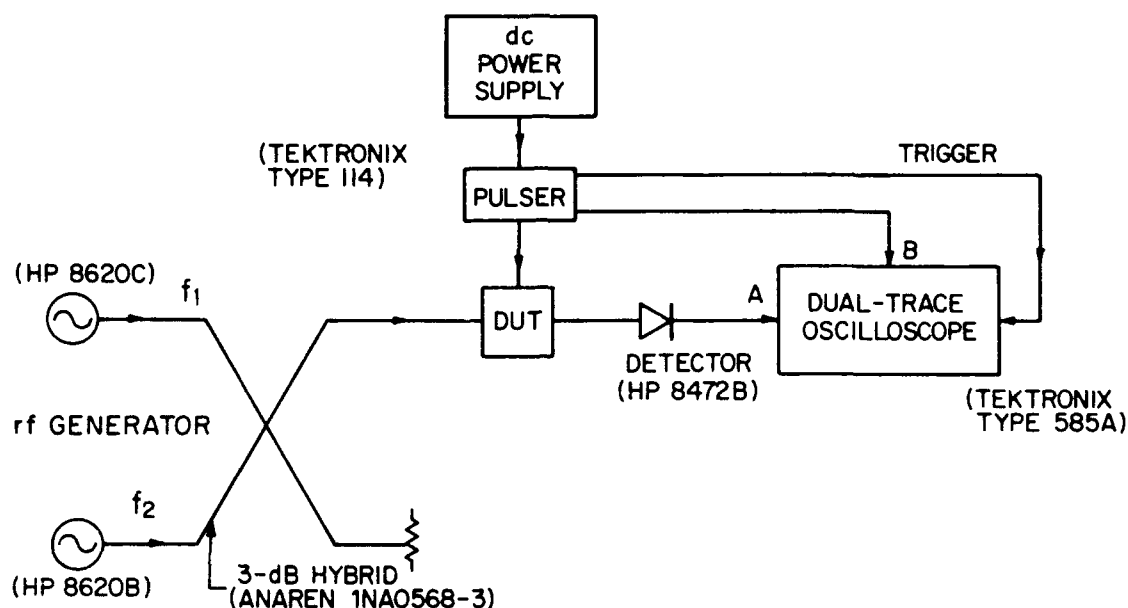 dc
POWER
SUPPLY
(TEKTRONIX
TYPE 114)
PULSER
TRIGGER
(HP 8620C)
f1
B
A
DUT
DUAL-TRACE
OSCILLOSCOPE
DETECTOR
(HP 8472B)
(TEKTRONIX
TYPE 585A)
rf GENERATOR
f2
(HP 8620B)
3-dB HYBRID
(ANAREN 1NA0568-3)